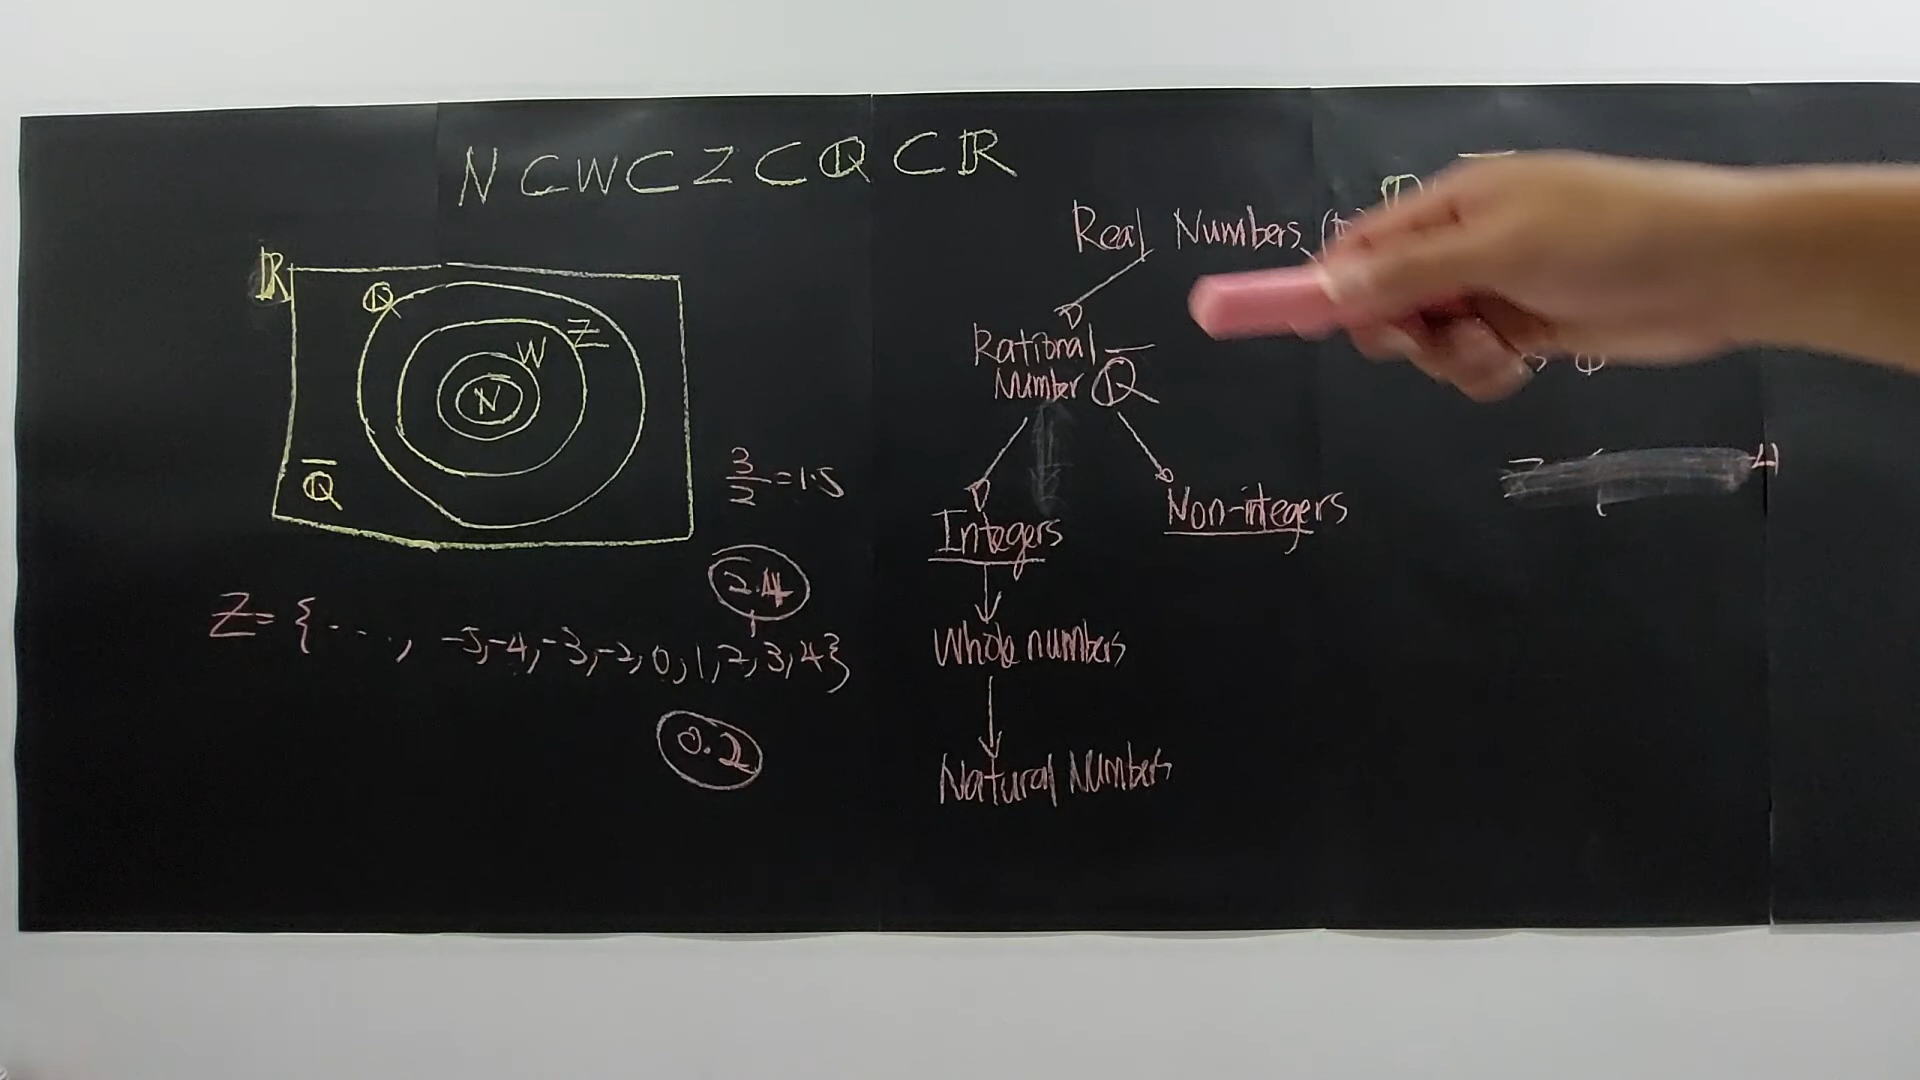 N ⊂ W ⊂ Z ⊂ Q ⊂ R
R
Q
Z
W
N
Q̅
3/2 = 1.5
2.4
Z = { . . . . , -5, -4, -3, -2, 0, 1, 2, 3, 4}
0.2
Real Numbers
Rational
Number Q
Integers
Non-integers
Whole numbers
Natural Numbers